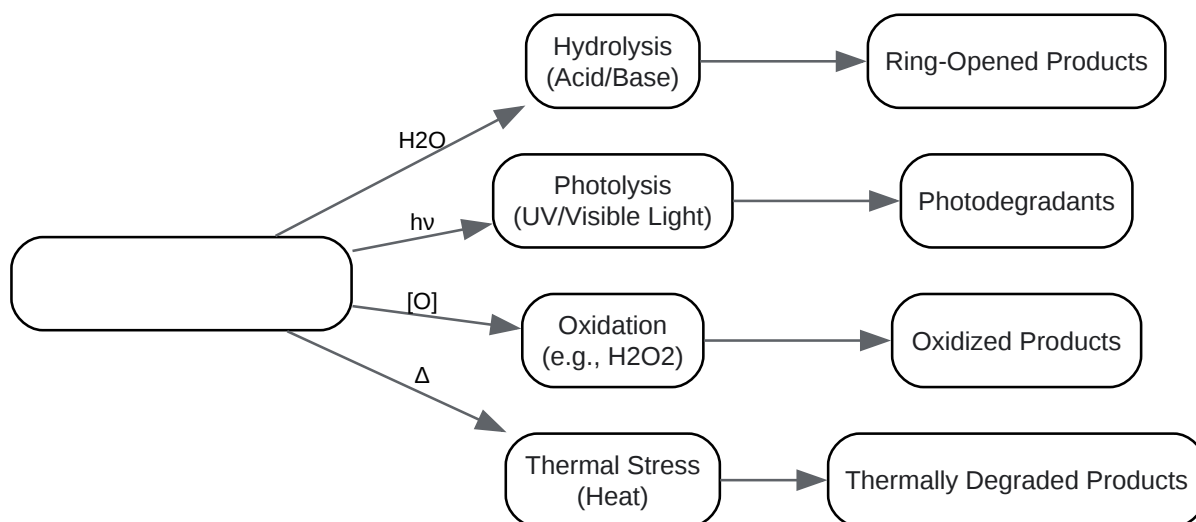 Hydrolysis
(Acid/Base)
Ring-Opened Products
H2O
Photolysis
(UV/Visible Light)
Photodegradants
hν
[O]
Oxidation
(e.g., H2O2)
Oxidized Products
Δ
Thermal Stress
(Heat)
Thermally Degraded Products